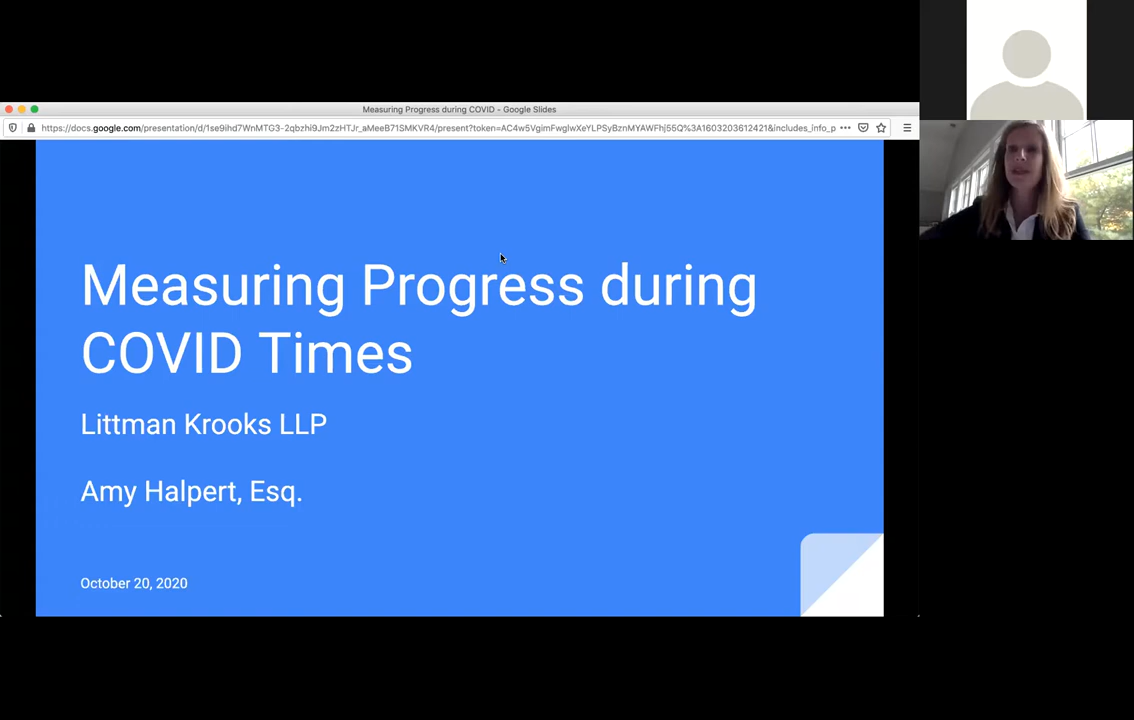 Measuring Progress during COVID - Google Slides
Measuring Progress during
COVID Times
Littman Krooks LLP
Amy Halpert, Esq.
October 20, 2020